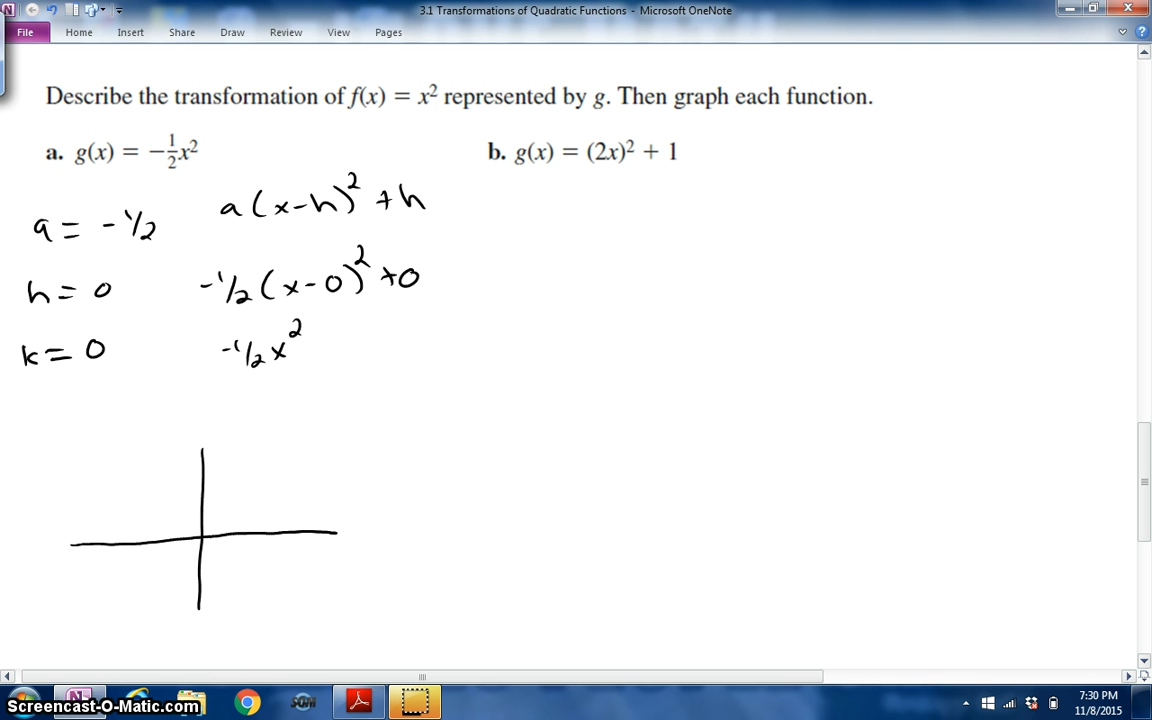 3.1 Transformations of Quadratic Functions - Microsoft OneNote
File Home Insert Share Draw Review View Pages
Describe the transformation of f(x) = x² represented by g. Then graph each function.
a. g(x) = −½x²
b. g(x) = (2x)² + 1
a = -1/2
a(x-h)² + h
h = 0
-1/2(x-0)² + 0
k = 0
-1/2x²
Screencast-O-Matic.com
SQM
7:30 PM
11/8/2015